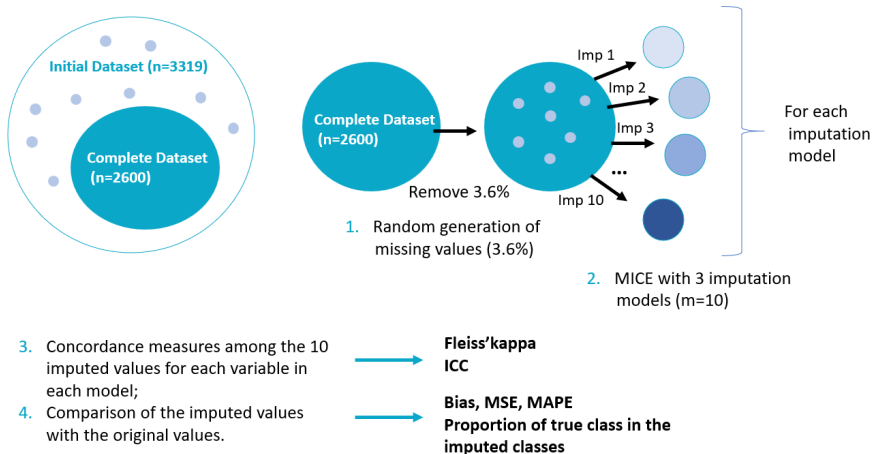 Initial Dataset (n=3319)
Complete Dataset
(n=2600)
Complete Dataset
(n=2600)
Remove 3.6%
1. Random generation of
missing values (3.6%)
Imp 1
Imp 2
Imp 3
...
Imp 10
For each
imputation
model
2. MICE with 3 imputation
models (m=10)
3. Concordance measures among the 10
imputed values for each variable in
each model;
Fleiss’kappa
ICC
4. Comparison of the imputed values
with the original values.
Bias, MSE, MAPE
Proportion of true class in the
imputed classes